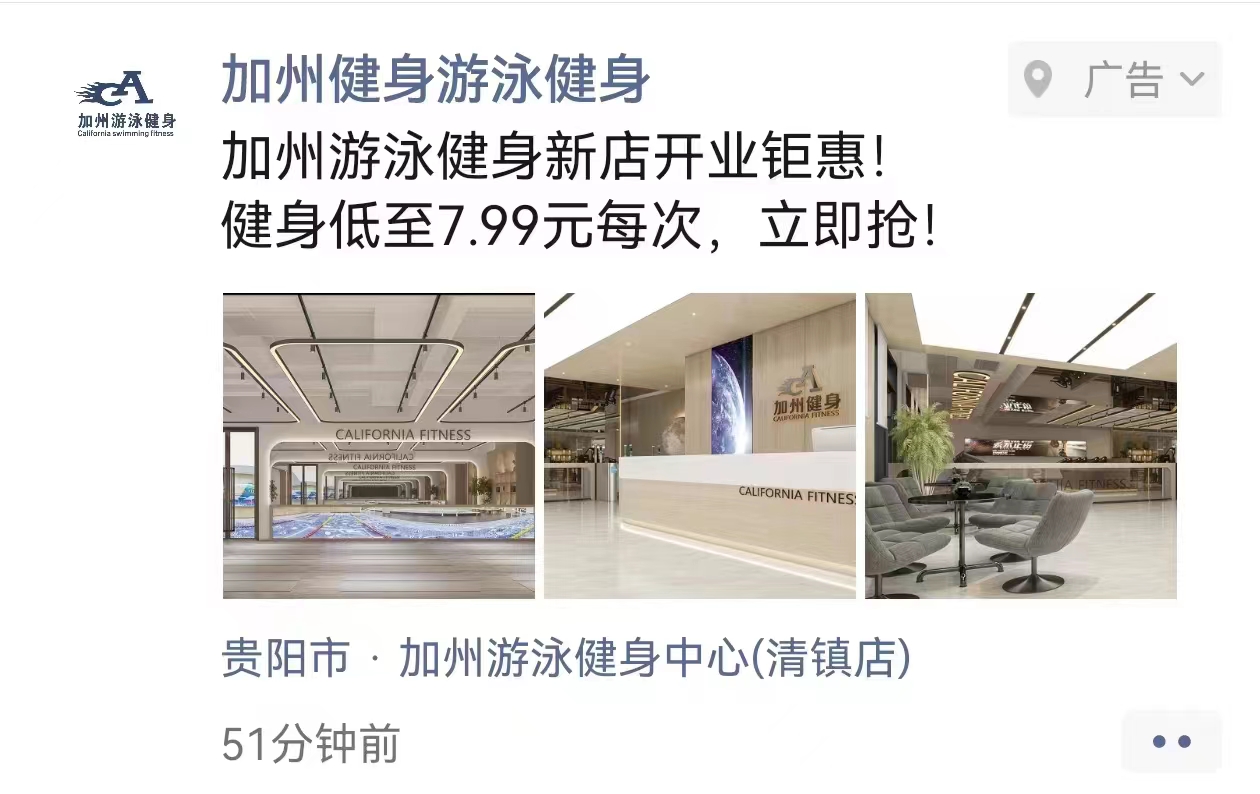 加州健身游泳健身
广告
CA
加州游泳健身
California swimming fitness
加州游泳健身新店开业钜惠！
健身低至7.99元每次，立即抢！
CALIFORNIA FITNESS
CALIFORNIA FITNESS
CALIFORNIA FITNESS
CA
加州健身
CALIFORNIA FITNESS
CALIFORNIA FITNESS
贵阳市 · 加州游泳健身中心(清镇店)
51分钟前